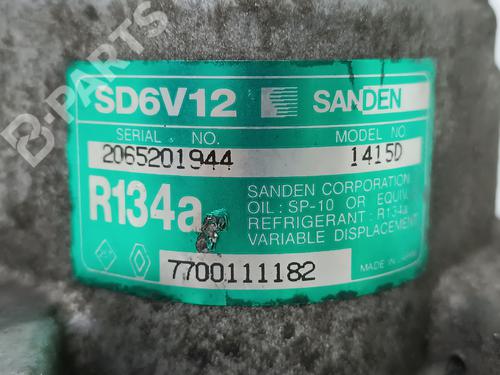 B-PARTS
SD6V12 SANDEN
SERIAL NO. MODEL NO
2065201944 1415D
R134a
SANDEN CORPORATION
OIL: SP-10 OR EQUIV.
REFRIGERANT: R134a
VARIABLE DISPLACEMENT
7700111182
MADE IN